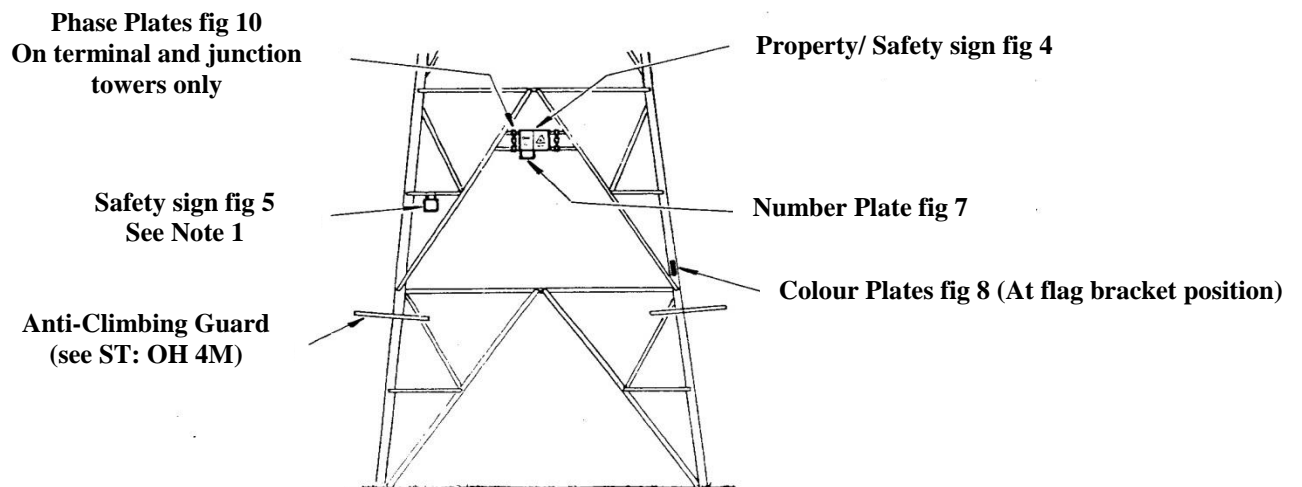 Phase Plates fig 10
On terminal and junction
towers only
Property/ Safety sign fig 4
Safety sign fig 5
See Note 1
Number Plate fig 7
Colour Plates fig 8 (At flag bracket position)
Anti-Climbing Guard
(see ST: OH 4M)